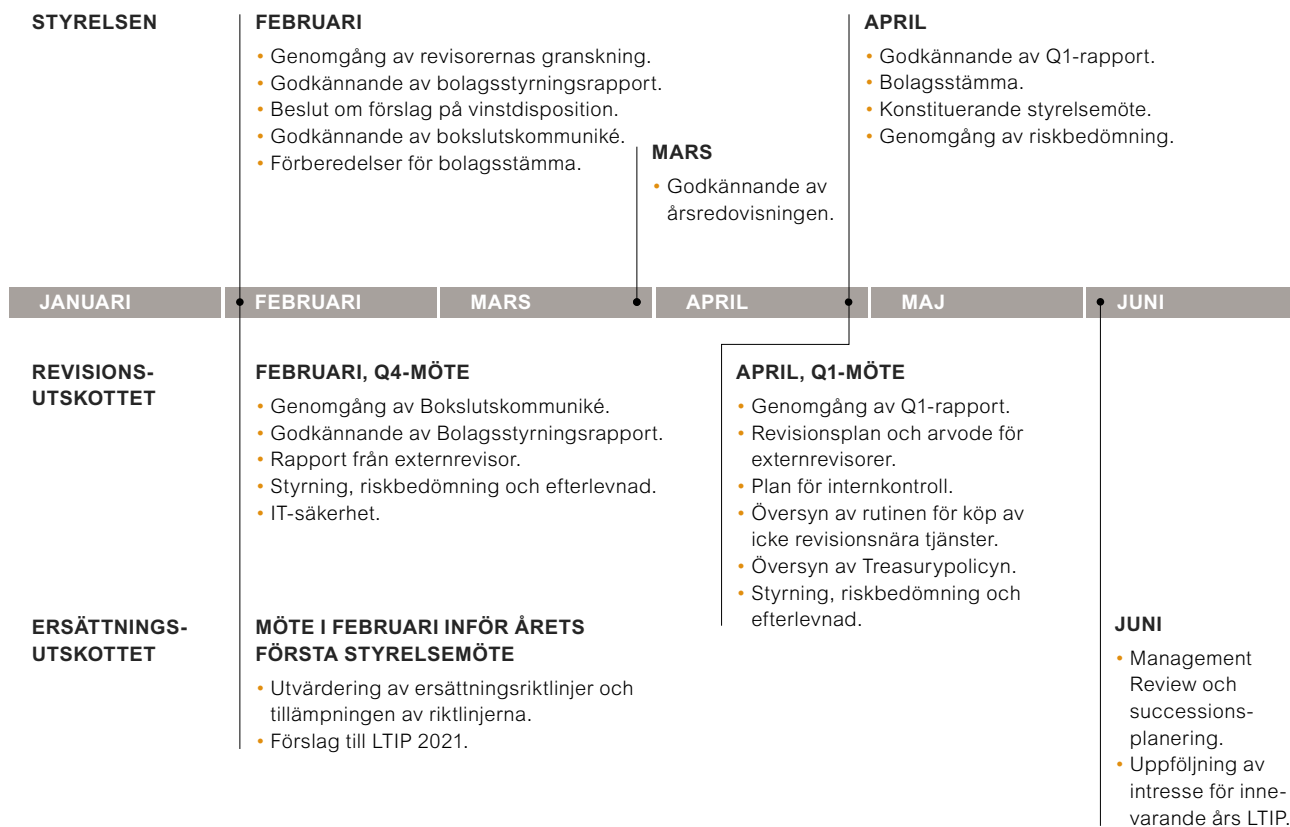 STYRELSEN
FEBRUARI
• Genomgång av revisorernas granskning.
• Godkännande av bolagsstyrningsrapport.
• Beslut om förslag på vinstdisposition.
• Godkännande av bokslutskommuniké.
• Förberedelser för bolagsstämma.
MARS
• Godkännande av
årsredovisningen.
APRIL
• Godkännande av Q1-rapport.
• Bolagsstämma.
• Konstituerande styrelsemöte.
• Genomgång av riskbedömning.
JANUARI
FEBRUARI
MARS
APRIL
MAJ
JUNI
REVISIONS-
UTSKOTTET
FEBRUARI, Q4-MÖTE
• Genomgång av Bokslutskommuniké.
• Godkännande av Bolagsstyrningsrapport.
• Rapport från externrevisor.
• Styrning, riskbedömning och efterlevnad.
• IT-säkerhet.
APRIL, Q1-MÖTE
• Genomgång av Q1-rapport.
• Revisionsplan och arvode för
externrevisorer.
• Plan för internkontroll.
• Översyn av rutinen för köp av
icke revisionsnära tjänster.
• Översyn av Treasurypolicyn.
• Styrning, riskbedömning och
efterlevnad.
ERSÄTTNINGS-
UTSKOTTET
MÖTE I FEBRUARI INFÖR ÅRETS
FÖRSTA STYRELSEMÖTE
• Utvärdering av ersättningsriktlinjer och
tillämpningen av riktlinjerna.
• Förslag till LTIP 2021.
JUNI
• Management
Review och
successions-
planering.
• Uppföljning av
intresse för inne-
varande års LTIP.